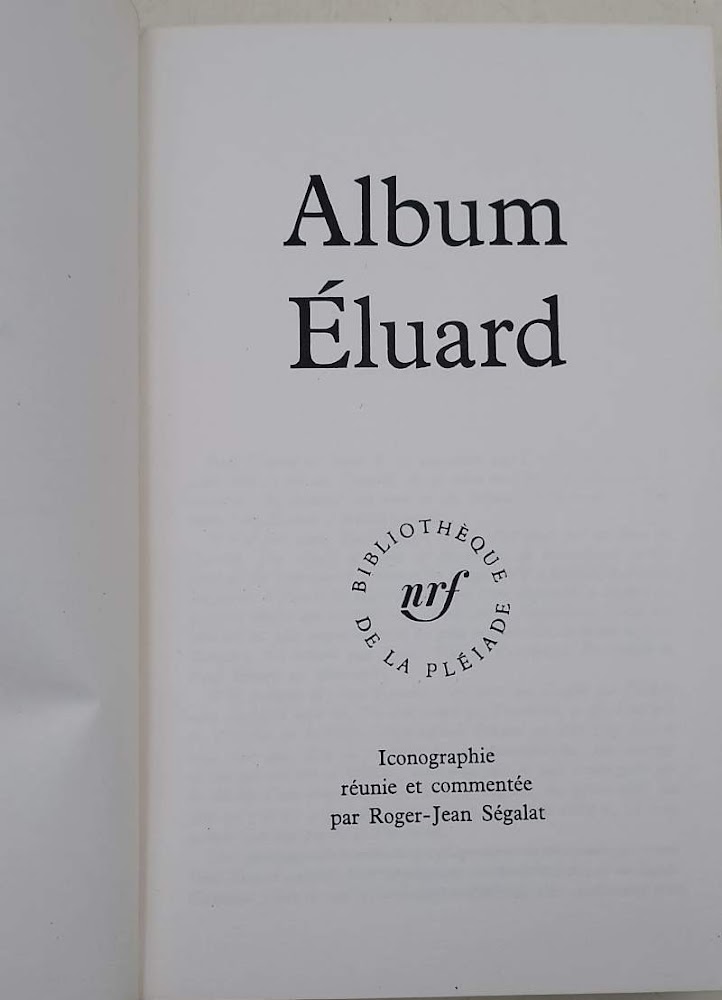 Album
Éluard
BIBLIOTHÈQUE
nrf
DE LA PLÉIADE
Iconographie
réunie et commentée
par Roger-Jean Ségalat